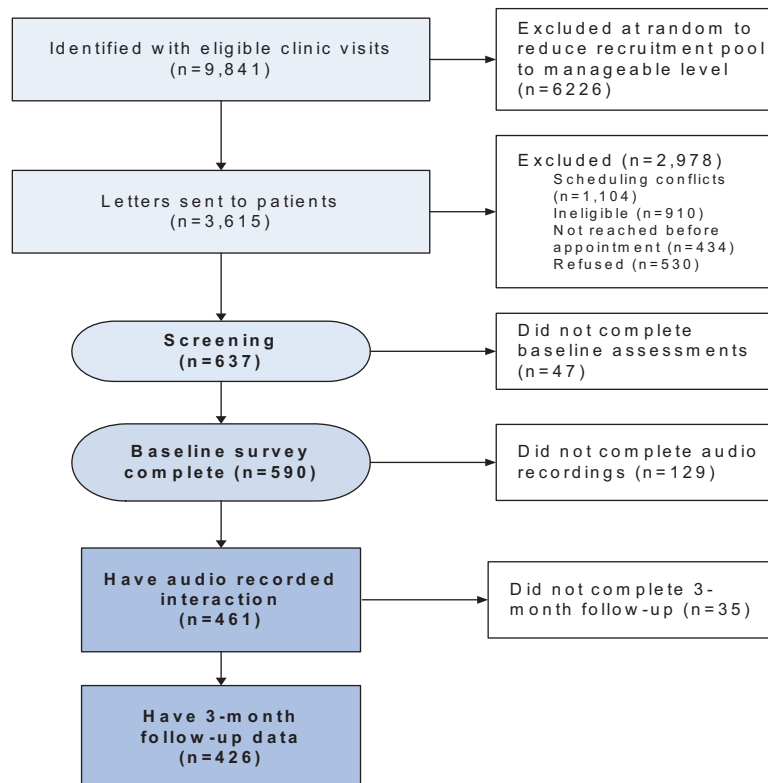 Identified with eligible clinic visits
(n=9,841)
Excluded at random to
reduce recruitment pool
to manageable level
(n=6226)
Letters sent to patients
(n=3,615)
Excluded (n=2,978)
Scheduling conflicts
(n=1,104)
Ineligible (n=910)
Not reached before
appointment (n=434)
Refused (n=530)
Screening
(n=637)
Did not complete
baseline assessments
(n=47)
Baseline survey
complete (n=590)
Did not complete audio
recordings (n=129)
Have audio recorded
interaction
(n=461)
Did not complete 3-
month follow-up (n=35)
Have 3-month
follow-up data
(n=426)